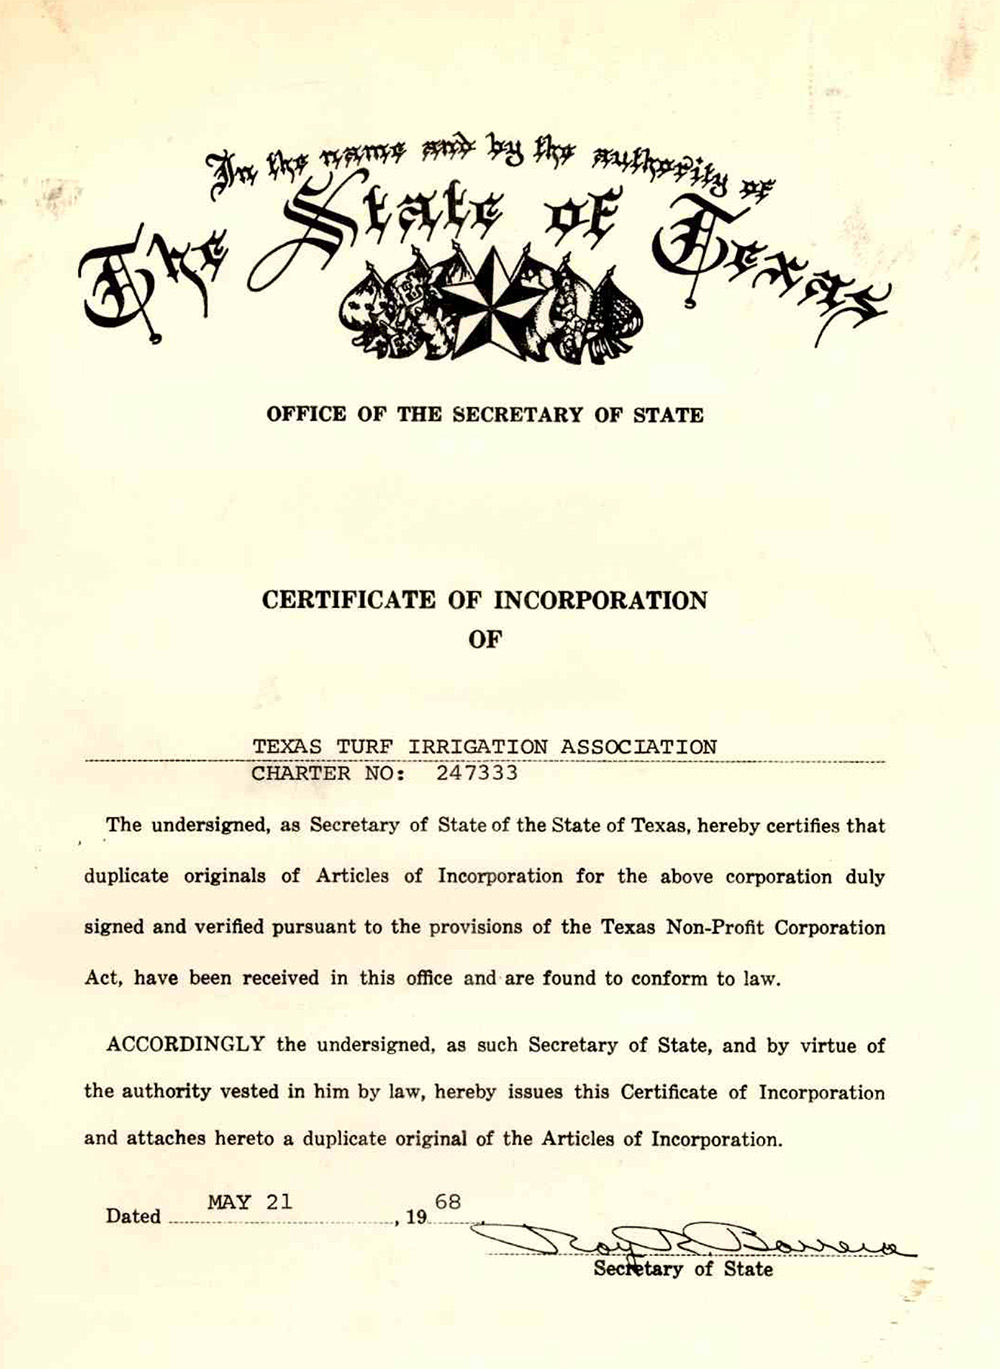 In the name and by the authority of
The State of Texas
OFFICE OF THE SECRETARY OF STATE
CERTIFICATE OF INCORPORATION
OF
TEXAS TURF IRRIGATION ASSOCIATION
CHARTER NO: 247333
The undersigned, as Secretary of State of the State of Texas, hereby certifies that
duplicate originals of Articles of Incorporation for the above corporation duly
signed and verified pursuant to the provisions of the Texas Non-Profit Corporation
Act, have been received in this office and are found to conform to law.
ACCORDINGLY the undersigned, as such Secretary of State, and by virtue of
the authority vested in him by law, hereby issues this Certificate of Incorporation
and attaches hereto a duplicate original of the Articles of Incorporation.
Dated MAY 21, 19 68
Roy R. Barrera
Secretary of State